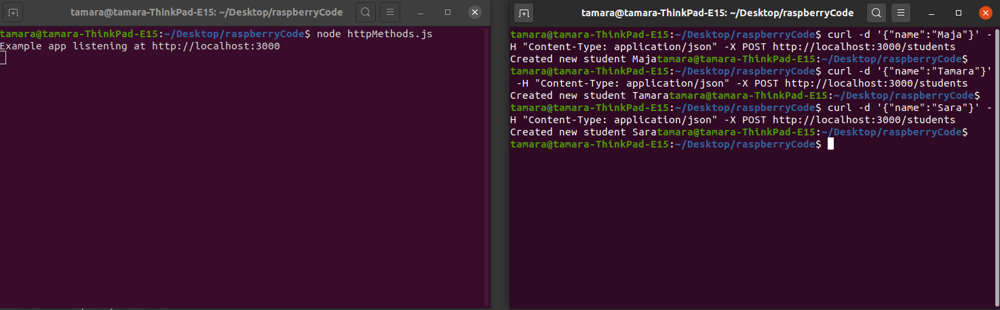 tamara@tamara-ThinkPad-E15: ~/Desktop/raspberryCode
tamara@tamara-ThinkPad-E15:~/Desktop/raspberryCode$ node httpMethods.js
Example app listening at http://localhost:3000
tamara@tamara-ThinkPad-E15: ~/Desktop/raspberryCode
tamara@tamara-ThinkPad-E15:~/Desktop/raspberryCode$ curl -d '{"name":"Maja"}' -
H "Content-Type: application/json" -X POST http://localhost:3000/students
Created new student Majatamara@tamara-ThinkPad-E15:~/Desktop/raspberryCode$
tamara@tamara-ThinkPad-E15:~/Desktop/raspberryCode$ curl -d '{"name":"Tamara"}'
 -H "Content-Type: application/json" -X POST http://localhost:3000/students
Created new student Tamaratamara@tamara-ThinkPad-E15:~/Desktop/raspberryCode$
tamara@tamara-ThinkPad-E15:~/Desktop/raspberryCode$ curl -d '{"name":"Sara"}' -
H "Content-Type: application/json" -X POST http://localhost:3000/students
Created new student Saratamara@tamara-ThinkPad-E15:~/Desktop/raspberryCode$
tamara@tamara-ThinkPad-E15:~/Desktop/raspberryCode$